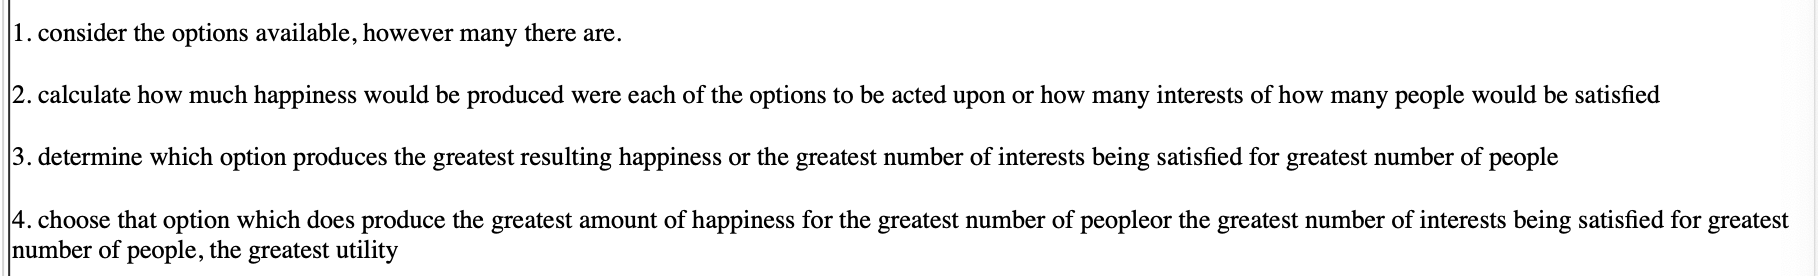 1. consider the options available, however many there are.
2. calculate how much happiness would be produced were each of the options to be acted upon or how many interests of how many people would be satisfied
3. determine which option produces the greatest resulting happiness or the greatest number of interests being satisfied for greatest number of people
4. choose that option which does produce the greatest amount of happiness for the greatest number of peopleor the greatest number of interests being satisfied for greatest
number of people, the greatest utility